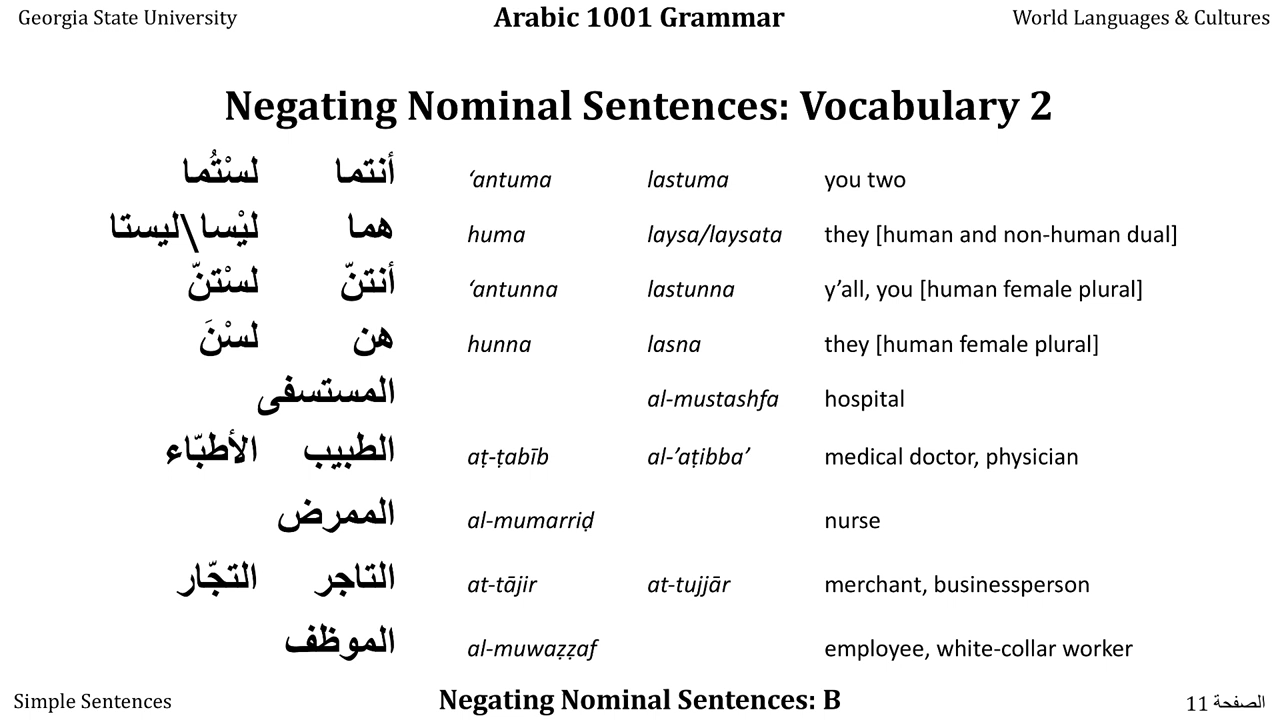 Georgia State University Arabic 1001 Grammar World Languages & Cultures
Negating Nominal Sentences: Vocabulary 2
أنتما لسْتُما ‘antuma lastuma you two
هما ليْسا\ليستا huma laysa/laysata they [human and non-human dual]
أنتنّ لسْتنّ ‘antunna lastunna y’all, you [human female plural]
هن لسْنَ hunna lasna they [human female plural]
المستسفى al-mustashfa hospital
الطبيب الأطبّاء aṭ-ṭabīb al-’aṭibba’ medical doctor, physician
الممرض al-mumarriḍ nurse
التاجر التجّار at-tājir at-tujjār merchant, businessperson
الموظف al-muwaẓẓaf employee, white-collar worker
Simple Sentences Negating Nominal Sentences: B الصفحة 11